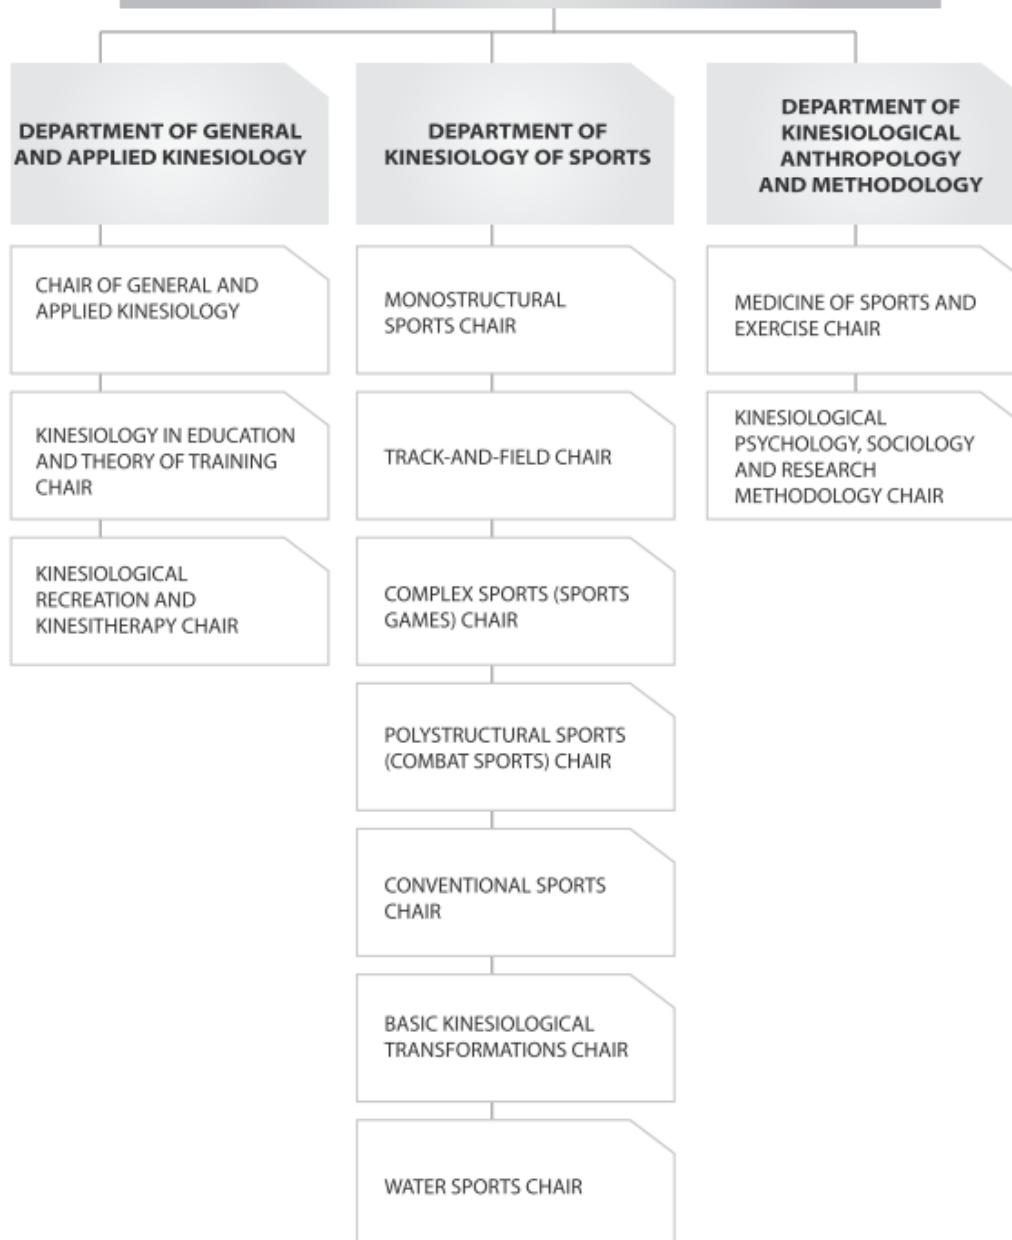 DEPARTMENT OF GENERAL
AND APPLIED KINESIOLOGY
CHAIR OF GENERAL AND
APPLIED KINESIOLOGY
KINESIOLOGY IN EDUCATION
AND THEORY OF TRAINING
CHAIR
KINESIOLOGICAL
RECREATION AND
KINESITHERAPY CHAIR
DEPARTMENT OF
KINESIOLOGY OF SPORTS
MONOSTRUCTURAL
SPORTS CHAIR
TRACK-AND-FIELD CHAIR
COMPLEX SPORTS (SPORTS
GAMES) CHAIR
POLYSTRUCTURAL SPORTS
(COMBAT SPORTS) CHAIR
CONVENTIONAL SPORTS
CHAIR
BASIC KINESIOLOGICAL
TRANSFORMATIONS CHAIR
WATER SPORTS CHAIR
DEPARTMENT OF
KINESIOLOGICAL
ANTHROPOLOGY
AND METHODOLOGY
MEDICINE OF SPORTS AND
EXERCISE CHAIR
KINESIOLOGICAL
PSYCHOLOGY, SOCIOLOGY
AND RESEARCH
METHODOLOGY CHAIR